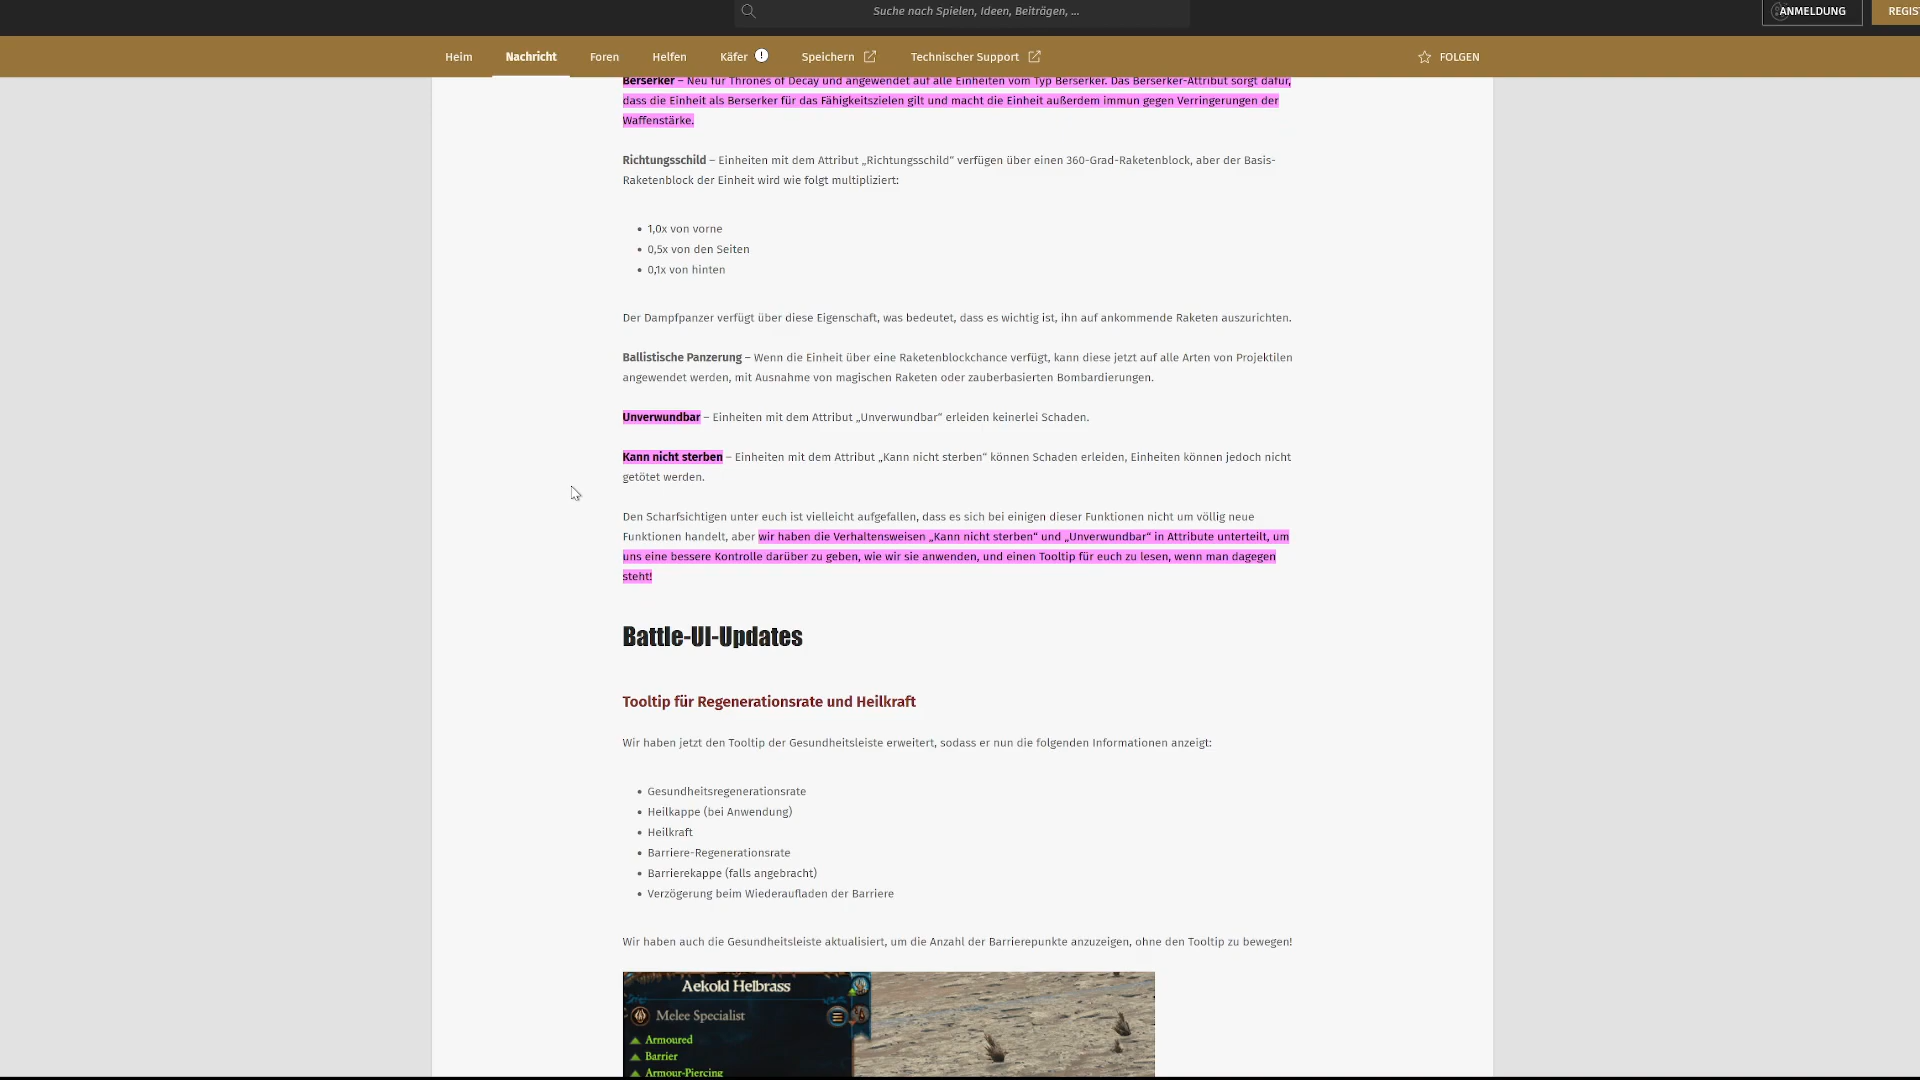 Suche nach Spielen, Ideen, Beiträgen, ...
ANMELDUNG
REGIS
Heim
Nachricht
Foren
Helfen
Käfer
Speichern
Technischer Support
FOLGEN
Berserker – Neu für Thrones of Decay und angewendet auf alle Einheiten vom Typ Berserker. Das Berserker-Attribut sorgt dafür,
dass die Einheit als Berserker für das Fähigkeitszielen gilt und macht die Einheit außerdem immun gegen Verringerungen der
Waffenstärke.
Richtungsschild – Einheiten mit dem Attribut „Richtungsschild“ verfügen über einen 360-Grad-Raketenblock, aber der Basis-
Raketenblock der Einheit wird wie folgt multipliziert:
• 1,0x von vorne
• 0,5x von den Seiten
• 0,1x von hinten
Der Dampfpanzer verfügt über diese Eigenschaft, was bedeutet, dass es wichtig ist, ihn auf ankommende Raketen auszurichten.
Ballistische Panzerung – Wenn die Einheit über eine Raketenblockchance verfügt, kann diese jetzt auf alle Arten von Projektilen
angewendet werden, mit Ausnahme von magischen Raketen oder zauberbasierten Bombardierungen.
Unverwundbar – Einheiten mit dem Attribut „Unverwundbar“ erleiden keinerlei Schaden.
Kann nicht sterben – Einheiten mit dem Attribut „Kann nicht sterben“ können Schaden erleiden, Einheiten können jedoch nicht
getötet werden.
Den Scharfsichtigen unter euch ist vielleicht aufgefallen, dass es sich bei einigen dieser Funktionen nicht um völlig neue
Funktionen handelt, aber wir haben die Verhaltensweisen „Kann nicht sterben“ und „Unverwundbar“ in Attribute unterteilt, um
uns eine bessere Kontrolle darüber zu geben, wie wir sie anwenden, und einen Tooltip für euch zu lesen, wenn man dagegen
steht!
Battle-UI-Updates
Tooltip für Regenerationsrate und Heilkraft
Wir haben jetzt den Tooltip der Gesundheitsleiste erweitert, sodass er nun die folgenden Informationen anzeigt:
• Gesundheitsregenerationsrate
• Heilkappe (bei Anwendung)
• Heilkraft
• Barriere-Regenerationsrate
• Barrierekappe (falls angebracht)
• Verzögerung beim Wiederaufladen der Barriere
Wir haben auch die Gesundheitsleiste aktualisiert, um die Anzahl der Barrierepunkte anzuzeigen, ohne den Tooltip zu bewegen!
Aekold Helbrass
Melee Specialist
Armoured
Barrier
Armour-Piercing